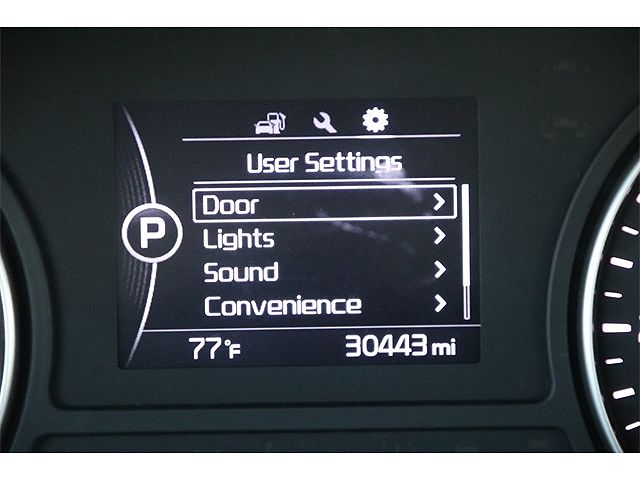 User Settings
Door
Lights
Sound
Convenience
P
77°F 30443 mi